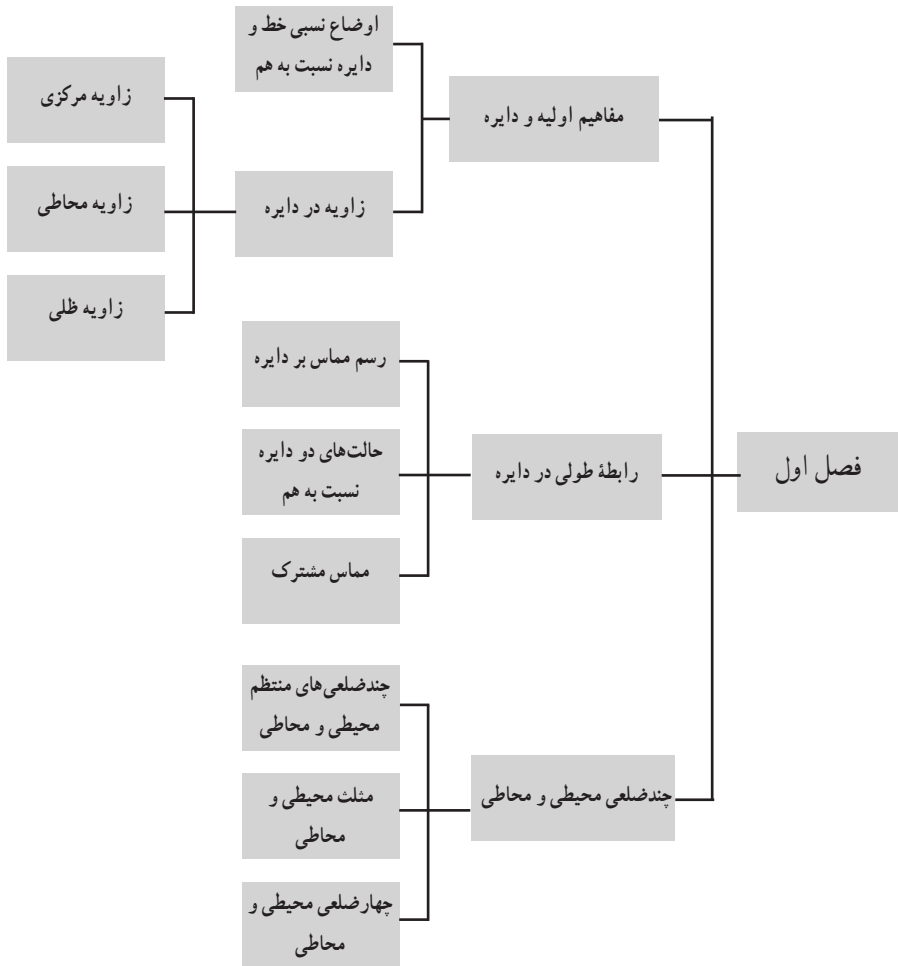 فصل اول
مفاهیم اولیه و دایره
اوضاع نسبی خط و
دایره نسبت به هم
زاویه در دایره
زاویه مرکزی
زاویه محاطی
زاویه ظلی
رابطهٔ طولی در دایره
رسم مماس بر دایره
حالت‌های دو دایره
نسبت به هم
مماس مشترک
چندضلعی محیطی و محاطی
چندضلعی‌های منتظم
محیطی و محاطی
مثلث محیطی و
محاطی
چهارضلعی محیطی و
محاطی